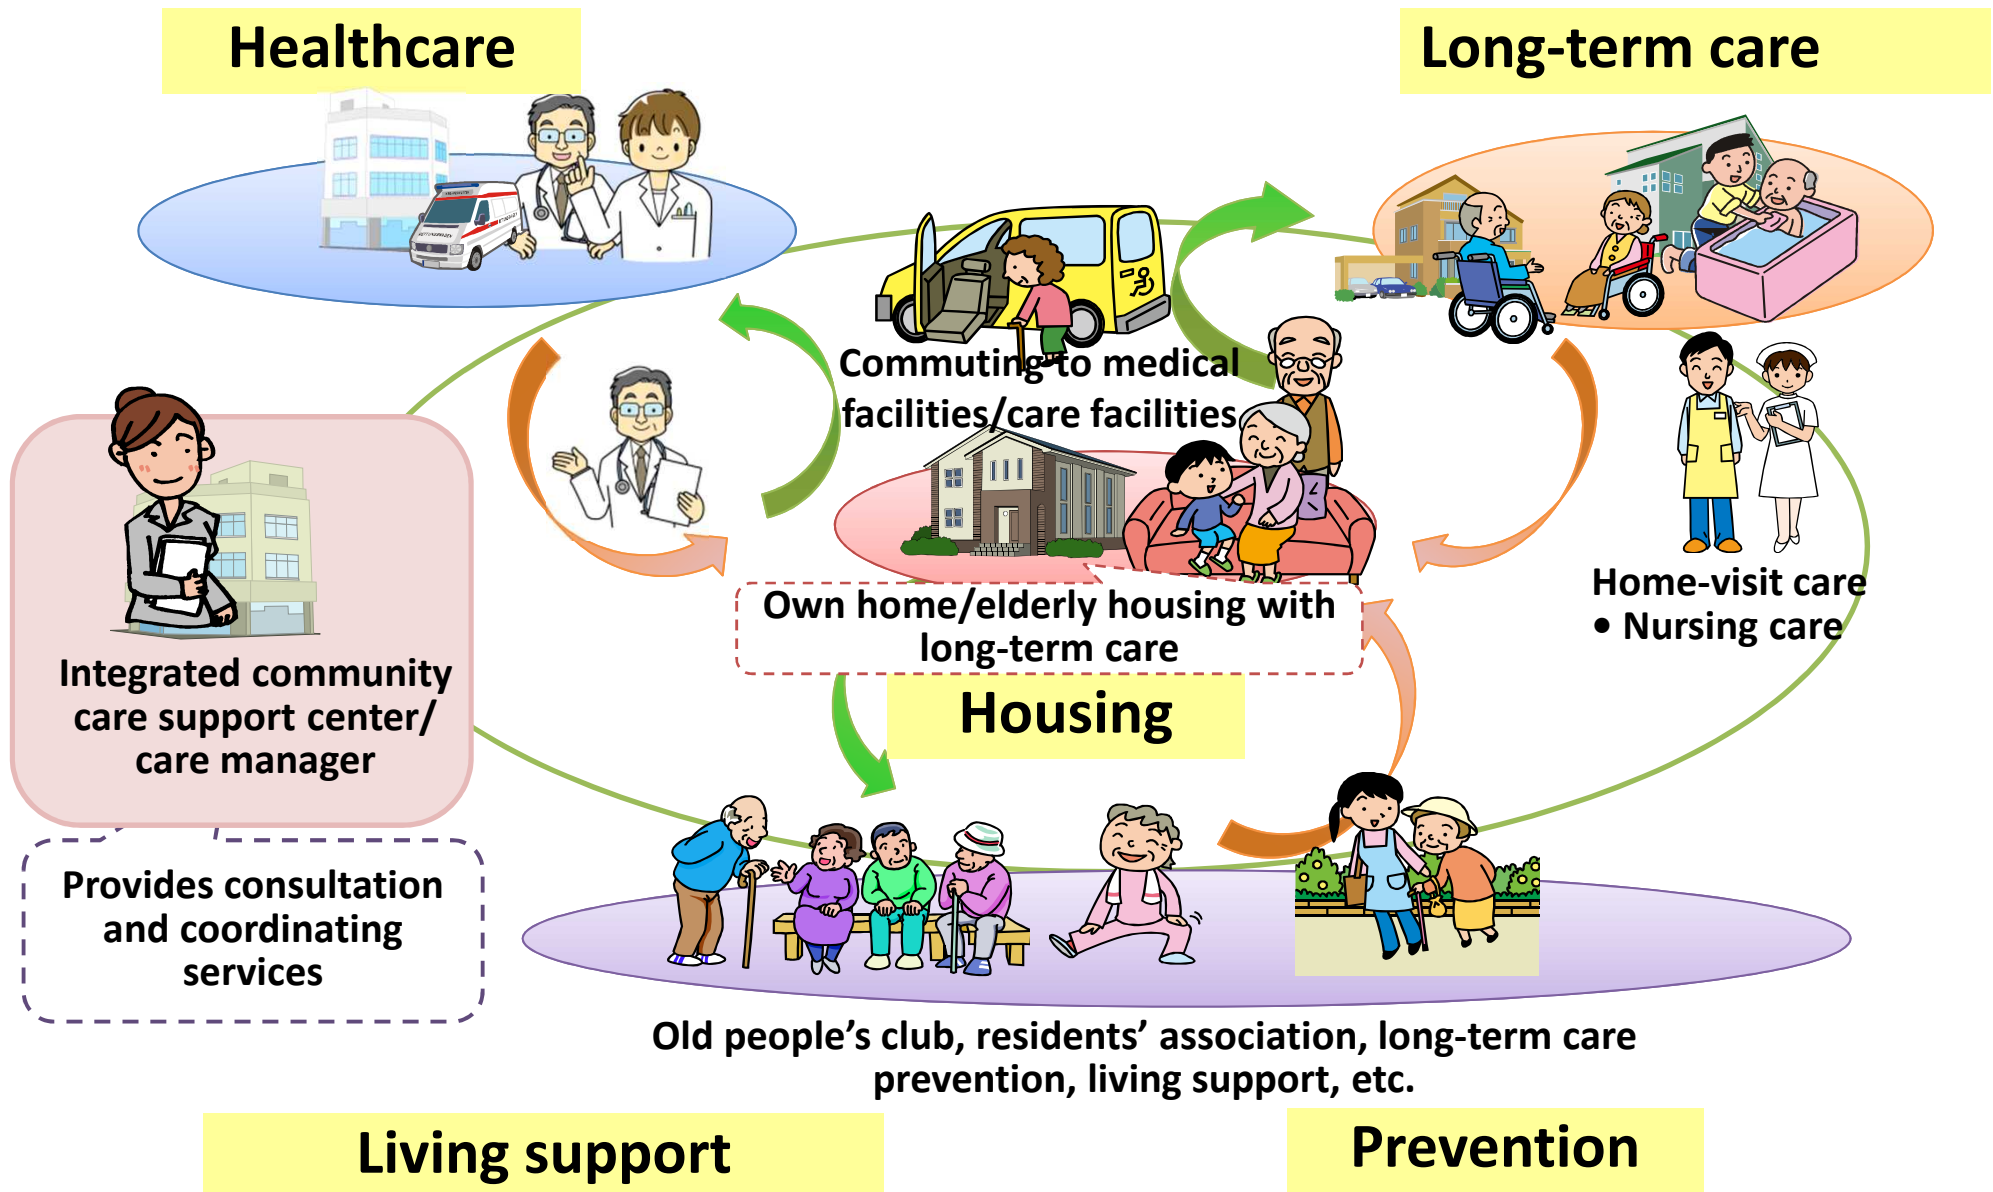 Healthcare
Long-term care
Commuting to medical
facilities/care facilities
Own home/elderly housing with
long-term care
Housing
Home-visit care
• Nursing care
Integrated community
care support center/
care manager
Provides consultation
and coordinating
services
Old people’s club, residents’ association, long-term care
prevention, living support, etc.
Living support
Prevention